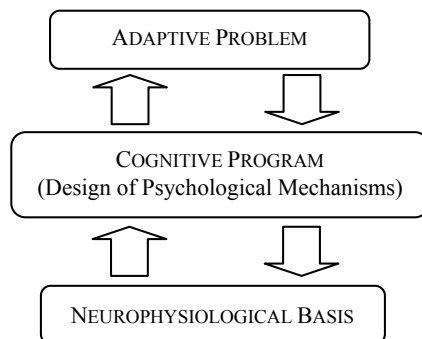 ADAPTIVE PROBLEM
COGNITIVE PROGRAM
(Design of Psychological Mechanisms)
NEUROPHYSIOLOGICAL BASIS